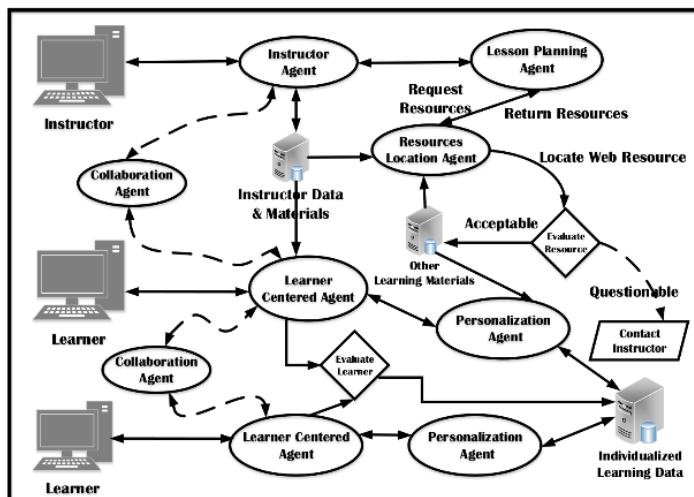 Instructor
Agent
Lesson Planning
Agent
Instructor
Request
Resources
Return Resources
Resources
Location Agent
Locate Web Resource
Collaboration
Agent
Instructor Data
& Materials
Acceptable
Evaluate
Resource
Other
Learning Materials
Questionable
Learner
Centered Agent
Personalization
Agent
Contact
Instructor
Learner
Collaboration
Agent
Evaluate
Learner
Learner Centered
Agent
Personalization
Agent
Individualized
Learning Data
Learner